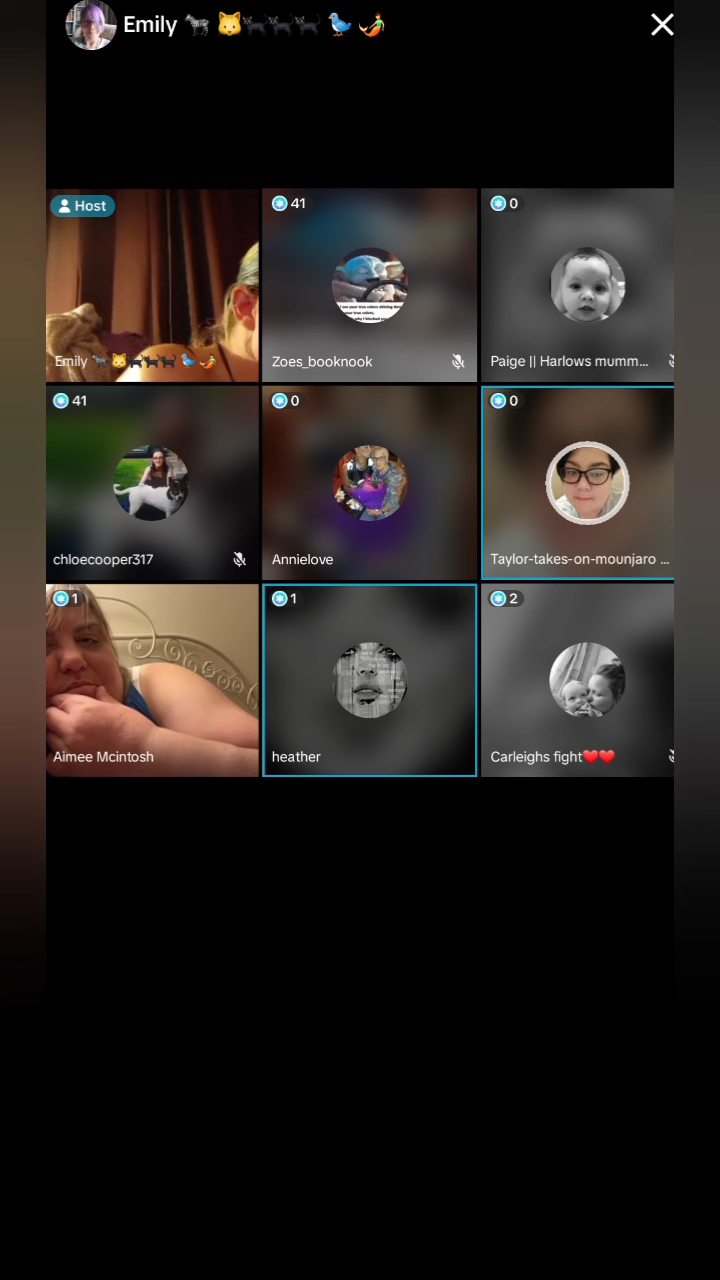 Emily 🦓 🐱🐈‍⬛🐈‍⬛🐈‍⬛ 🐦 🧜
Host
41
0
Emily 🦓 🐱🐈‍⬛🐈‍⬛🐈‍⬛ 🐦 🧜
Zoes_booknook
Paige || Harlows mumm...
41
0
0
chloecooper317
Annielove
Taylor-takes-on-mounjaro ...
1
1
2
Aimee Mcintosh
heather
Carleighs fight❤️❤️